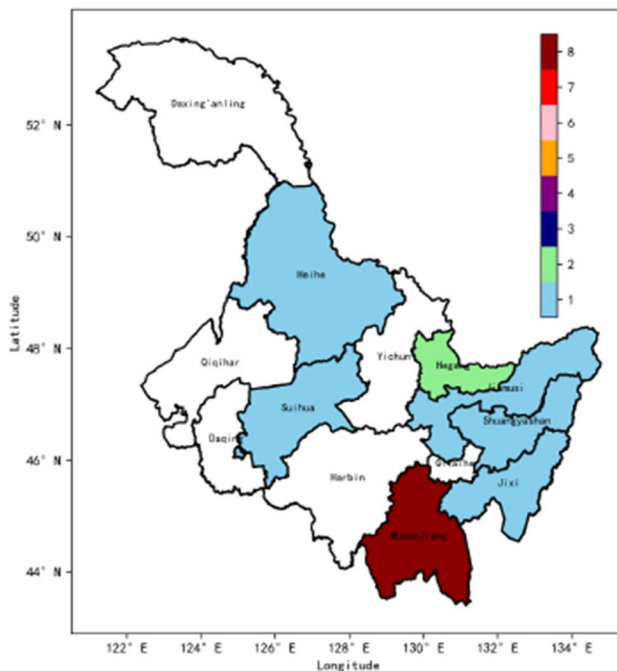 8
7
6
5
4
3
2
1
Daxing'anling
52° N
50° N
48° N
46° N
44° N
Latitude
Heihe
Qiqihar
Yichun
Hegang
Jiamusi
Suihua
Shuangyashan
Daqin
Qitaihe
Harbin
Jixi
Mudanjiang
122° E 124° E 126° E 128° E 130° E 132° E 134° E
Longitude